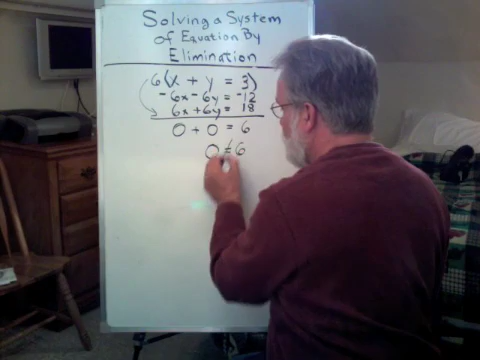 Solving a System
of Equation By
Elimination
6(x + y = 3)
-6x - 6y = -12
6x + 6y = 18
0 + 0 = 6
0 ≠ 6